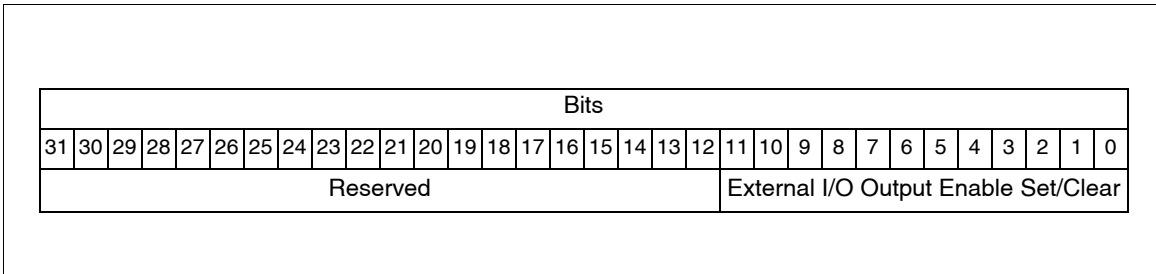 Bits
31 30 29 28 27 26 25 24 23 22 21 20 19 18 17 16 15 14 13 12 11 10 9 8 7 6 5 4 3 2 1 0
Reserved External I/O Output Enable Set/Clear